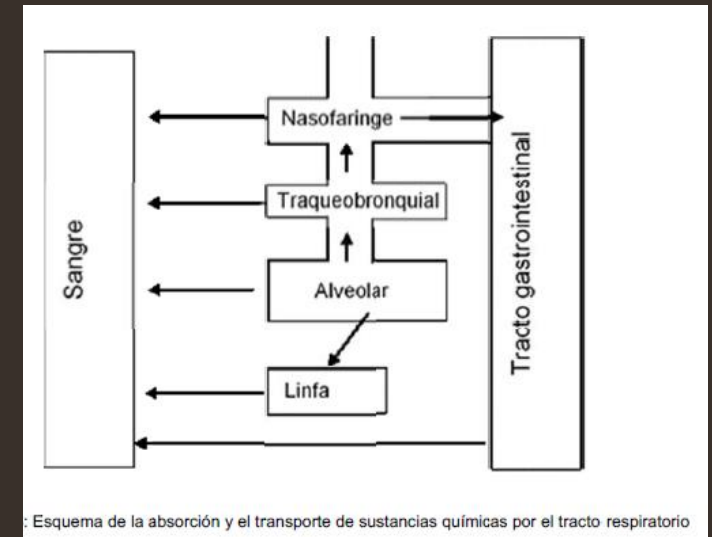 Sangre
Nasofaringe
Traqueobronquial
Alveolar
Linfa
Tracto gastrointestinal
: Esquema de la absorción y el transporte de sustancias químicas por el tracto respiratorio